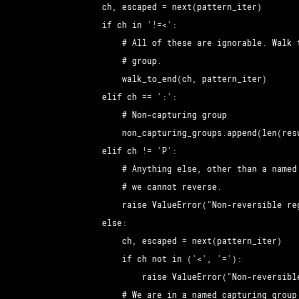 ch, escaped = next(pattern_iter)
if ch in '!=<':
# All of these are ignorable. Walk
# group.
walk_to_end(ch, pattern_iter)
elif ch == ':':
# Non-capturing group
non_capturing_groups.append(len(resu
elif ch != 'P':
# Anything else, other than a named
# we cannot reverse.
raise ValueError("Non-reversible reg
else:
ch, escaped = next(pattern_iter)
if ch not in ('<', '='):
raise ValueError("Non-reversible
# We are in a named capturing group